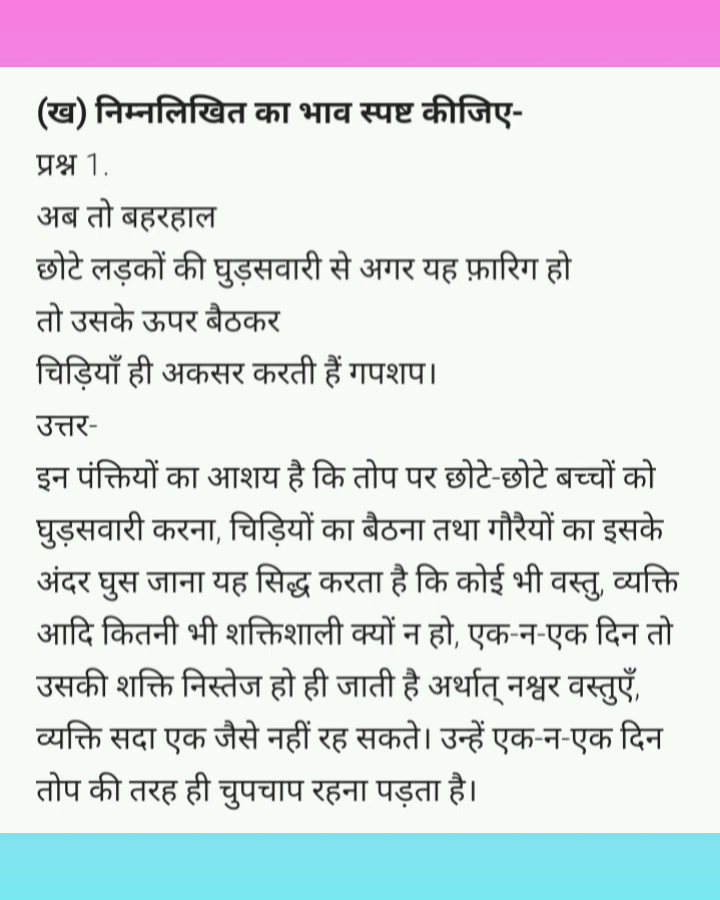 (ख) निम्नलिखित का भाव स्पष्ट कीजिए-
प्रश्न 1.
अब तो बहरहाल
छोटे लड़कों की घुड़सवारी से अगर यह फ़ारिग हो
तो उसके ऊपर बैठकर
चिड़ियाँ ही अकसर करती हैं गपशप।
उत्तर-
इन पंक्तियों का आशय है कि तोप पर छोटे-छोटे बच्चों को
घुड़सवारी करना, चिड़ियों का बैठना तथा गौरैयों का इसके
अंदर घुस जाना यह सिद्ध करता है कि कोई भी वस्तु, व्यक्ति
आदि कितनी भी शक्तिशाली क्यों न हो, एक-न-एक दिन तो
उसकी शक्ति निस्तेज हो ही जाती है अर्थात् नश्वर वस्तुएँ,
व्यक्ति सदा एक जैसे नहीं रह सकते। उन्हें एक-न-एक दिन
तोप की तरह ही चुपचाप रहना पड़ता है।